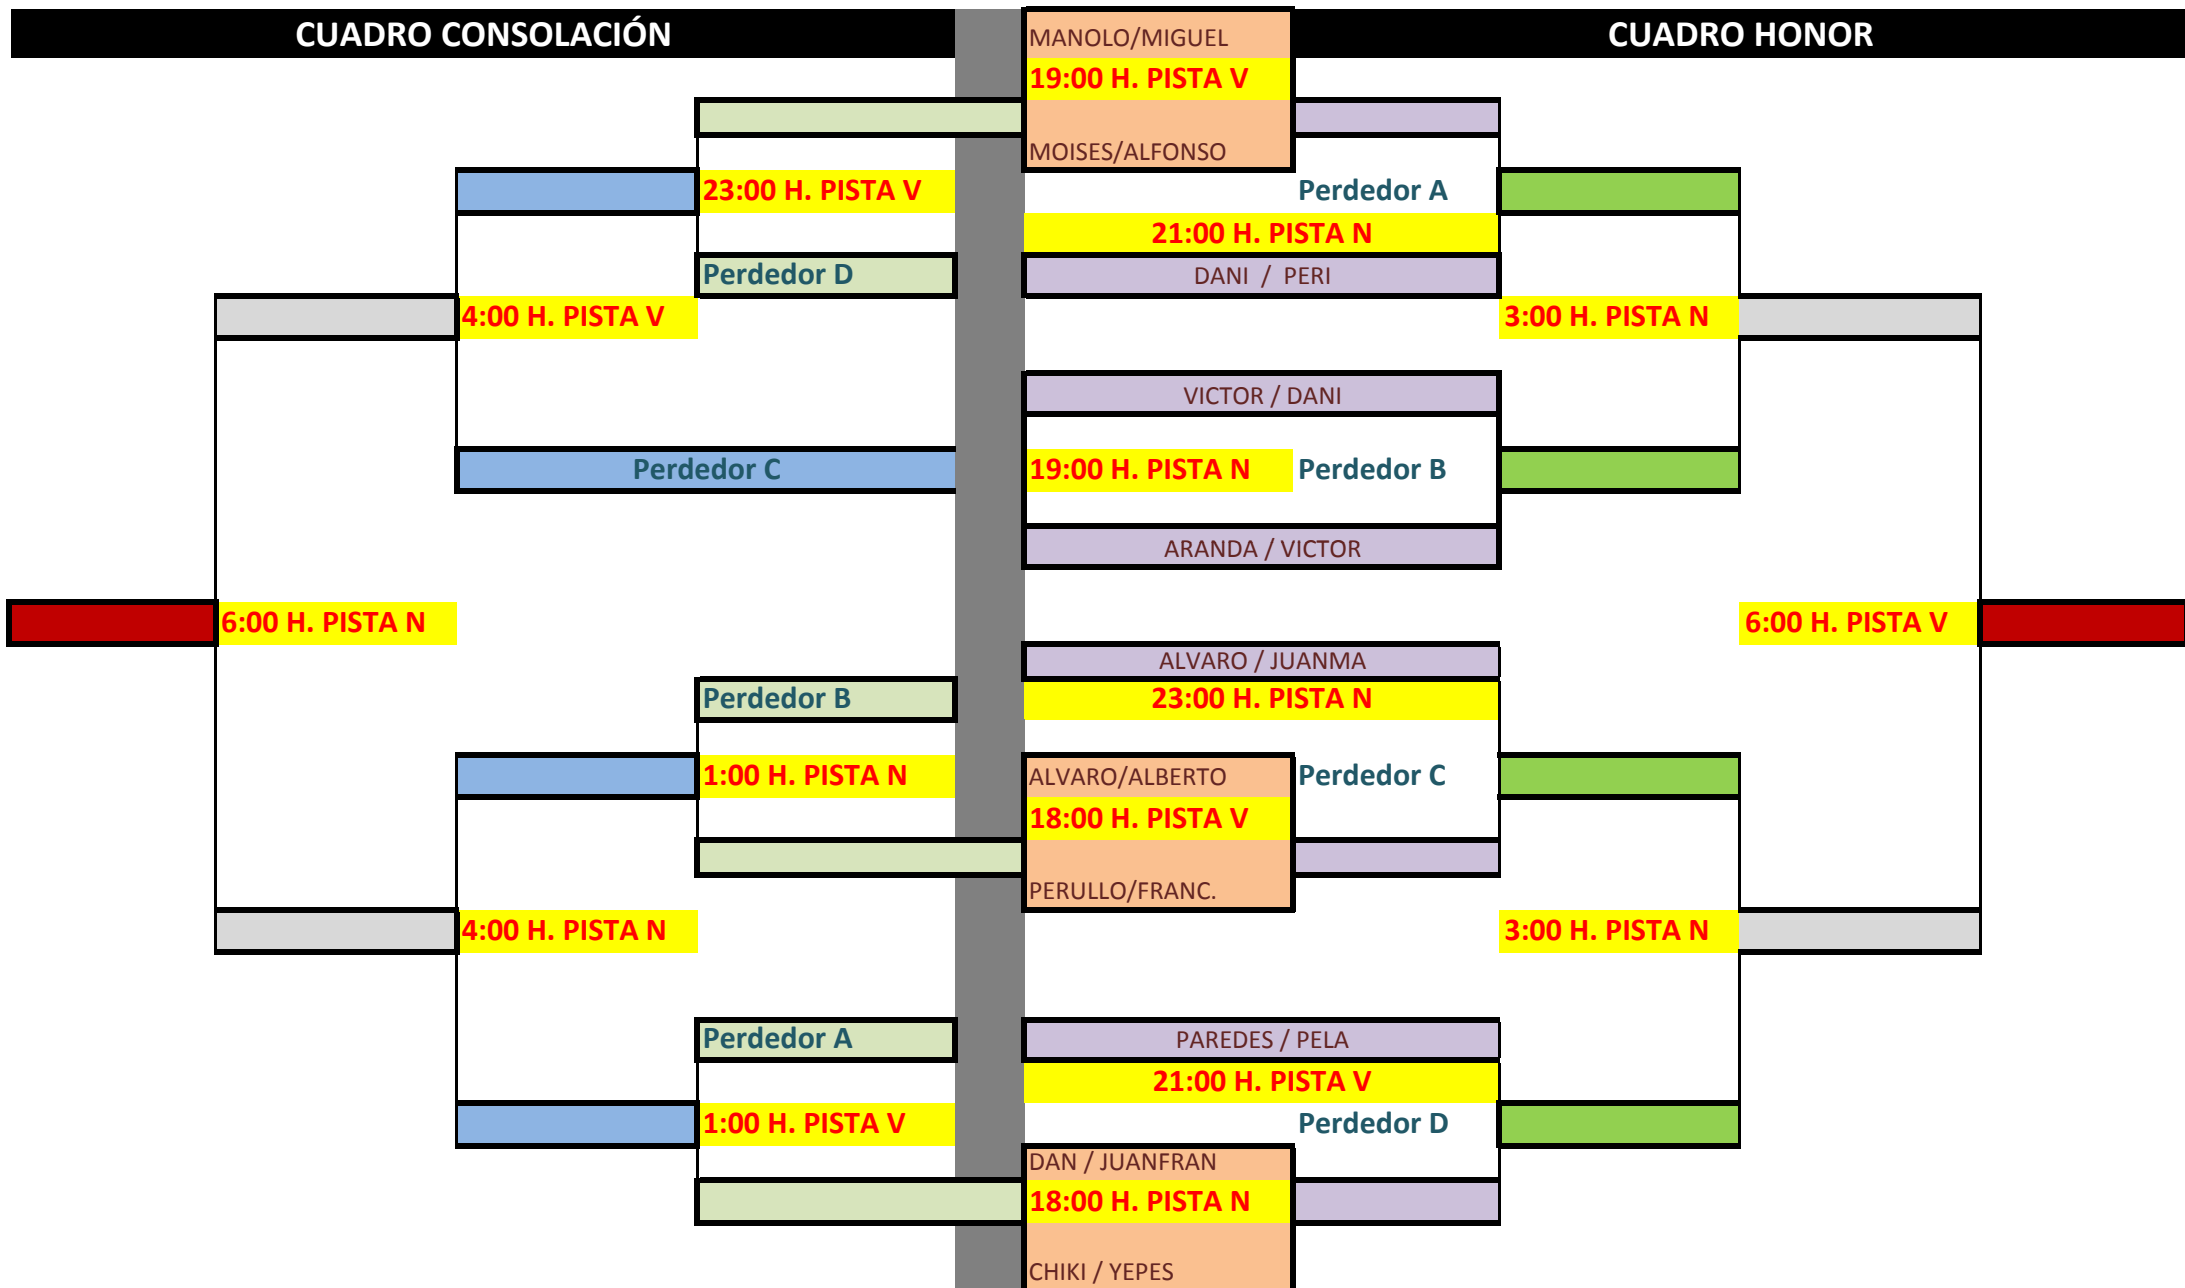 CUADRO CONSOLACIÓN
MANOLO/MIGUEL
CUADRO HONOR
19:00 H. PISTA V
MOISES/ALFONSO
23:00 H. PISTA V
Perdedor A
21:00 H. PISTA N
Perdedor D
DANI / PERI
4:00 H. PISTA V
3:00 H. PISTA N
VICTOR / DANI
Perdedor C
19:00 H. PISTA N
Perdedor B
ARANDA / VICTOR
6:00 H. PISTA N
6:00 H. PISTA V
ALVARO / JUANMA
Perdedor B
23:00 H. PISTA N
1:00 H. PISTA N
ALVARO/ALBERTO
Perdedor C
18:00 H. PISTA V
PERULLO/FRANC.
4:00 H. PISTA N
3:00 H. PISTA N
Perdedor A
PAREDES / PELA
21:00 H. PISTA V
1:00 H. PISTA V
Perdedor D
DAN / JUANFRAN
18:00 H. PISTA N
CHIKI / YEPES